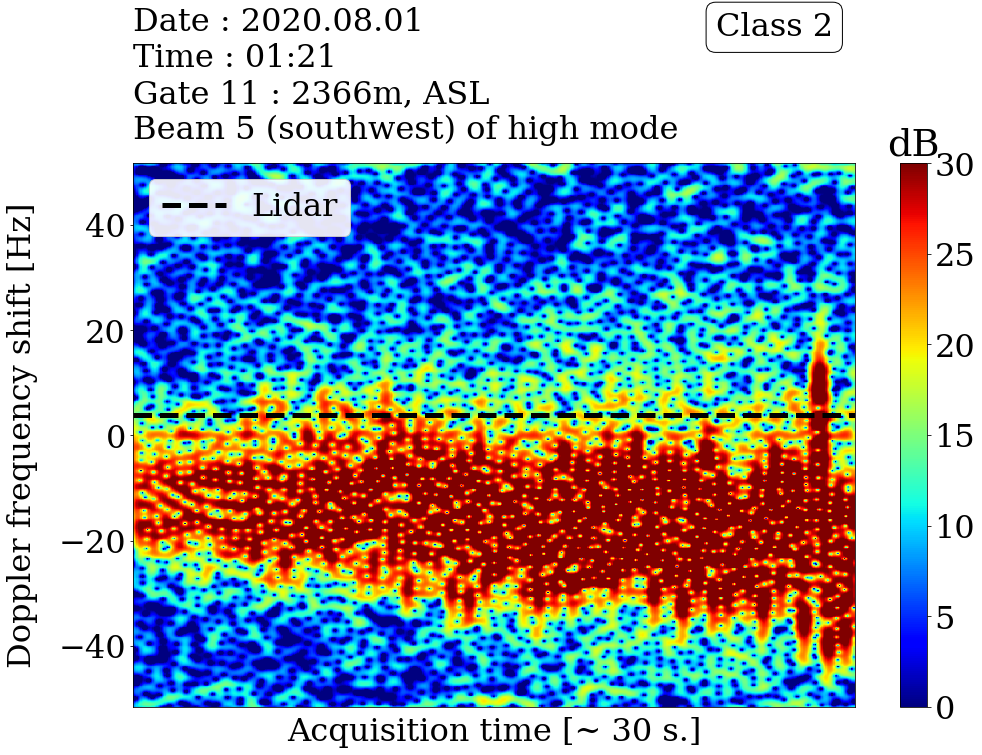 Date : 2020.08.01
Class 2
Time : 01:21
Gate 11 : 2366m, ASL
Beam 5 (southwest) of high mode
dB
Lidar
Doppler frequency shift [Hz]
40
20
0
−20
−40
30
25
20
15
10
5
0
Acquisition time [~ 30 s.]